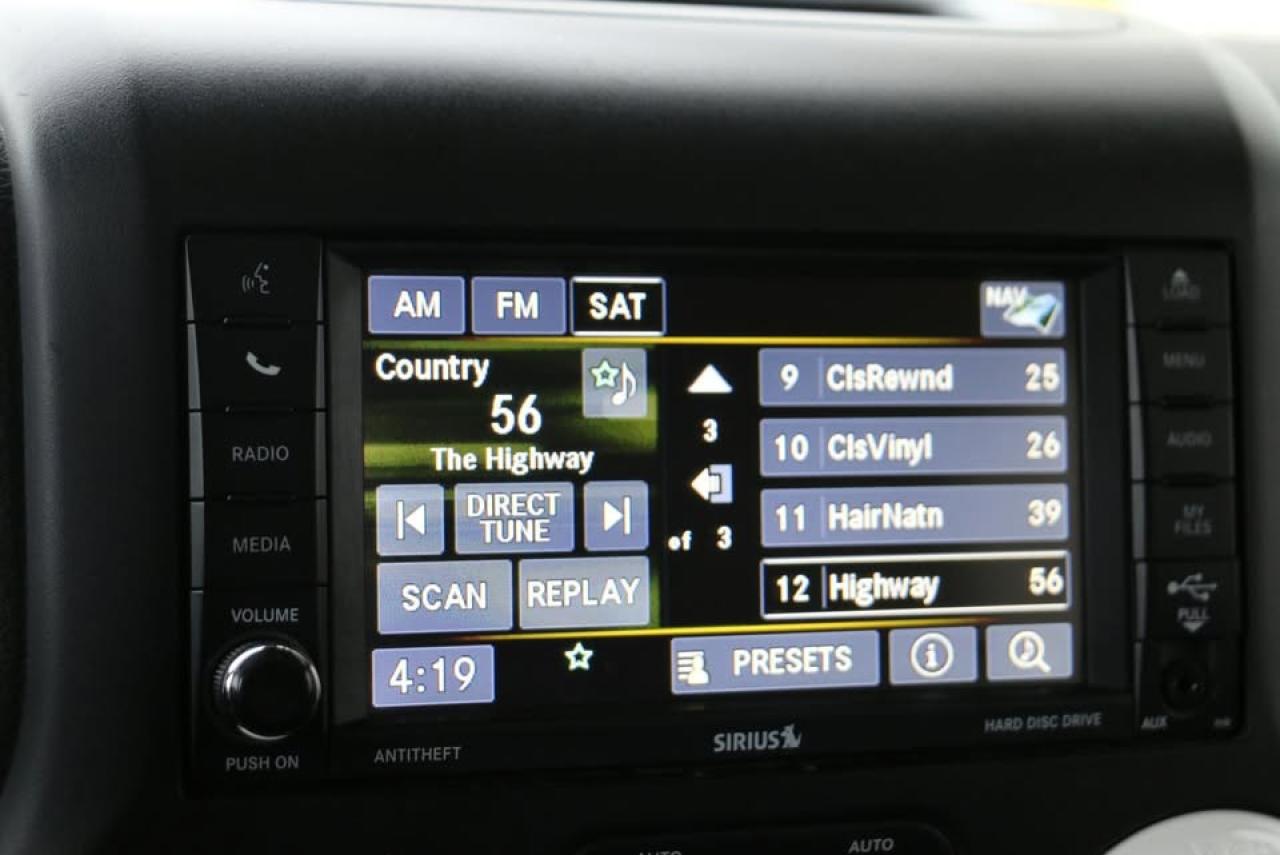 AM FM SAT NAV
Country
56
The Highway
DIRECT
TUNE
SCAN REPLAY
4:19
3
of 3
9 ClsRewnd 25
10 ClsVinyl 26
11 HairNatn 39
12 Highway 56
PRESETS
RADIO
MEDIA
VOLUME
PUSH ON
ANTITHEFT
SIRIUS
HARD DISC DRIVE
LOAD
MENU
AUDIO
MY
FILES
PULL
AUX
AUTO
AUTO